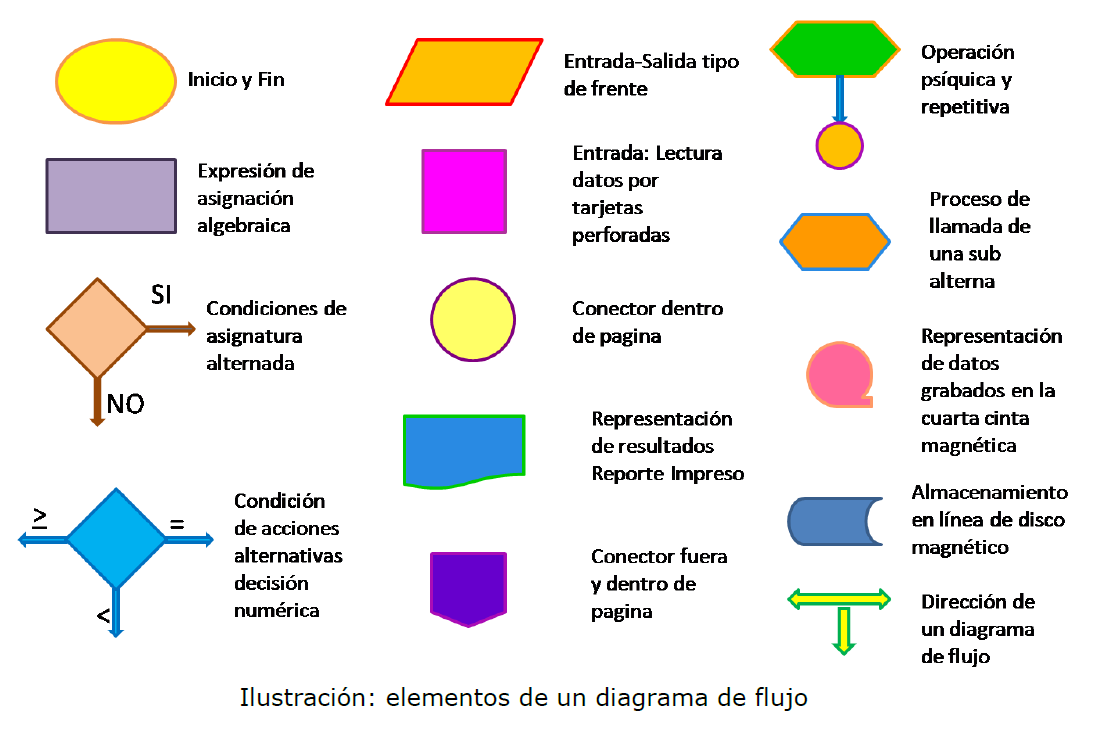 Inicio y Fin
Expresión de
asignación
algebraica
SI
Condiciones de
asignatura
alternada
NO
≥
=
<
Condición
de acciones
alternativas
decisión
numérica
Entrada-Salida tipo
de frente
Entrada: Lectura
datos por
tarjetas
perforadas
Conector dentro
de pagina
Representación
de resultados
Reporte Impreso
Conector fuera
y dentro de
pagina
Operación
psíquica y
repetitiva
Proceso de
llamada de
una sub
alterna
Representación
de datos
grabados en la
cuarta cinta
magnética
Almacenamiento
en línea de disco
magnético
Dirección de
un diagrama
de flujo
Ilustración: elementos de un diagrama de flujo